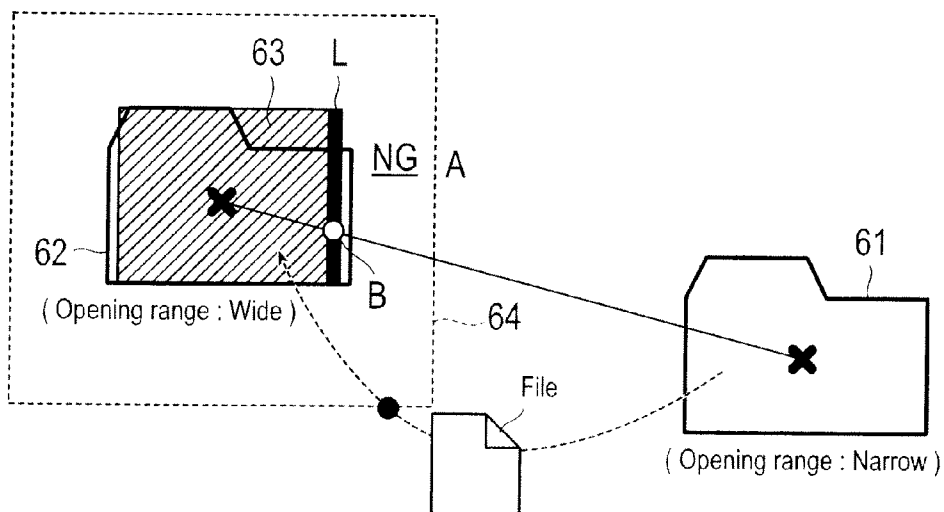 63
L
NG
A
62
B
61
( Opening range : Wide )
64
File
( Opening range : Narrow )